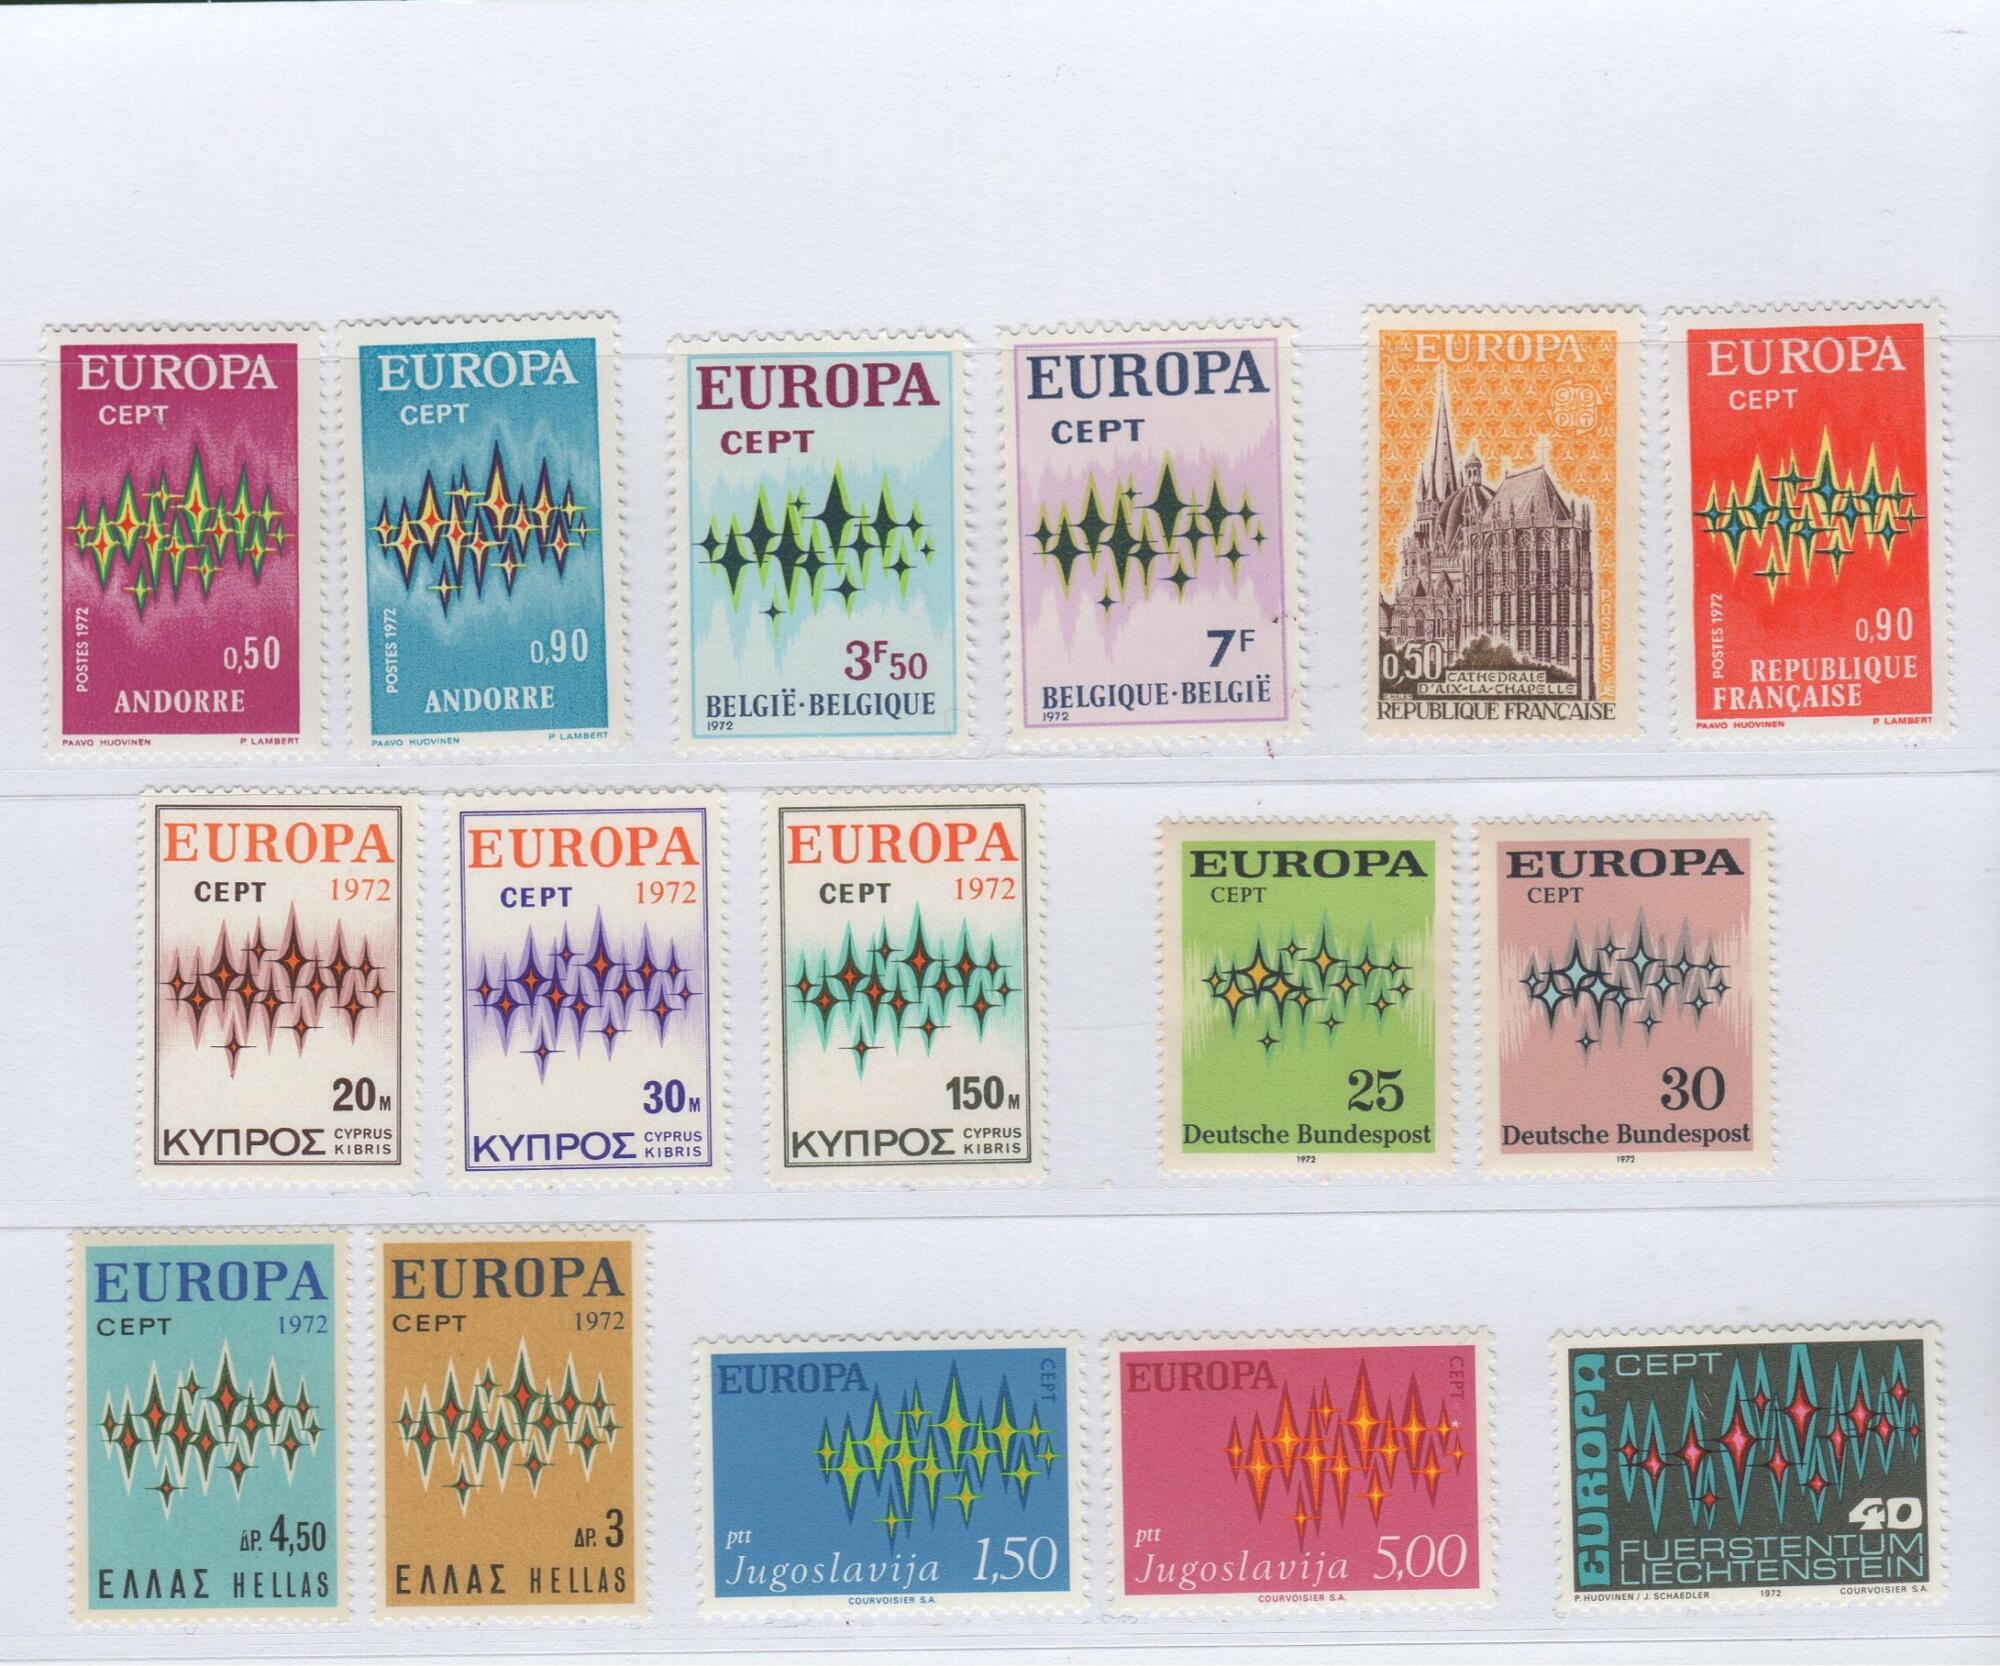 EUROPA
CEPT
POSTES 1972
0,50
ANDORRE
PAAVO HUOVINEN P. LAMBERT
EUROPA
CEPT
POSTES 1972
0,90
ANDORRE
PAAVO HUOVINEN P. LAMBERT
EUROPA
CEPT
3F50
BELGIË·BELGIQUE
1972
EUROPA
CEPT
7F
BELGIQUE·BELGIË
1972
EUROPA
CEPT
POSTES
0,50
CATHEDRALE
D'AIX-LA-CHAPELLE
REPUBLIQUE FRANÇAISE
EUROPA
CEPT
POSTES 1972
0,90
REPUBLIQUE
FRANÇAISE
PAAVO HUOVINEN P. LAMBERT
EUROPA
CEPT 1972
20M
ΚΥΠΡΟΣ CYPRUS
KIBRIS
EUROPA
CEPT 1972
30M
ΚΥΠΡΟΣ CYPRUS
KIBRIS
EUROPA
CEPT 1972
150M
ΚΥΠΡΟΣ CYPRUS
KIBRIS
EUROPA
CEPT
25
Deutsche Bundespost
1972
EUROPA
CEPT
30
Deutsche Bundespost
1972
EUROPA
CEPT 1972
ΔΡ. 4,50
ΕΛΛΑΣ HELLAS
EUROPA
CEPT 1972
ΔΡ. 3
ΕΛΛΑΣ HELLAS
EUROPA
CEPT
ptt
Jugoslavija 1,50
COURVOISIER S.A.
EUROPA
CEPT
ptt
Jugoslavija 5,00
COURVOISIER S.A.
EUROPA
CEPT
40
FUERSTENTUM
LIECHTENSTEIN
P. HUOVINEN / J. SCHAEDLER 1972 COURVOISIER S.A.